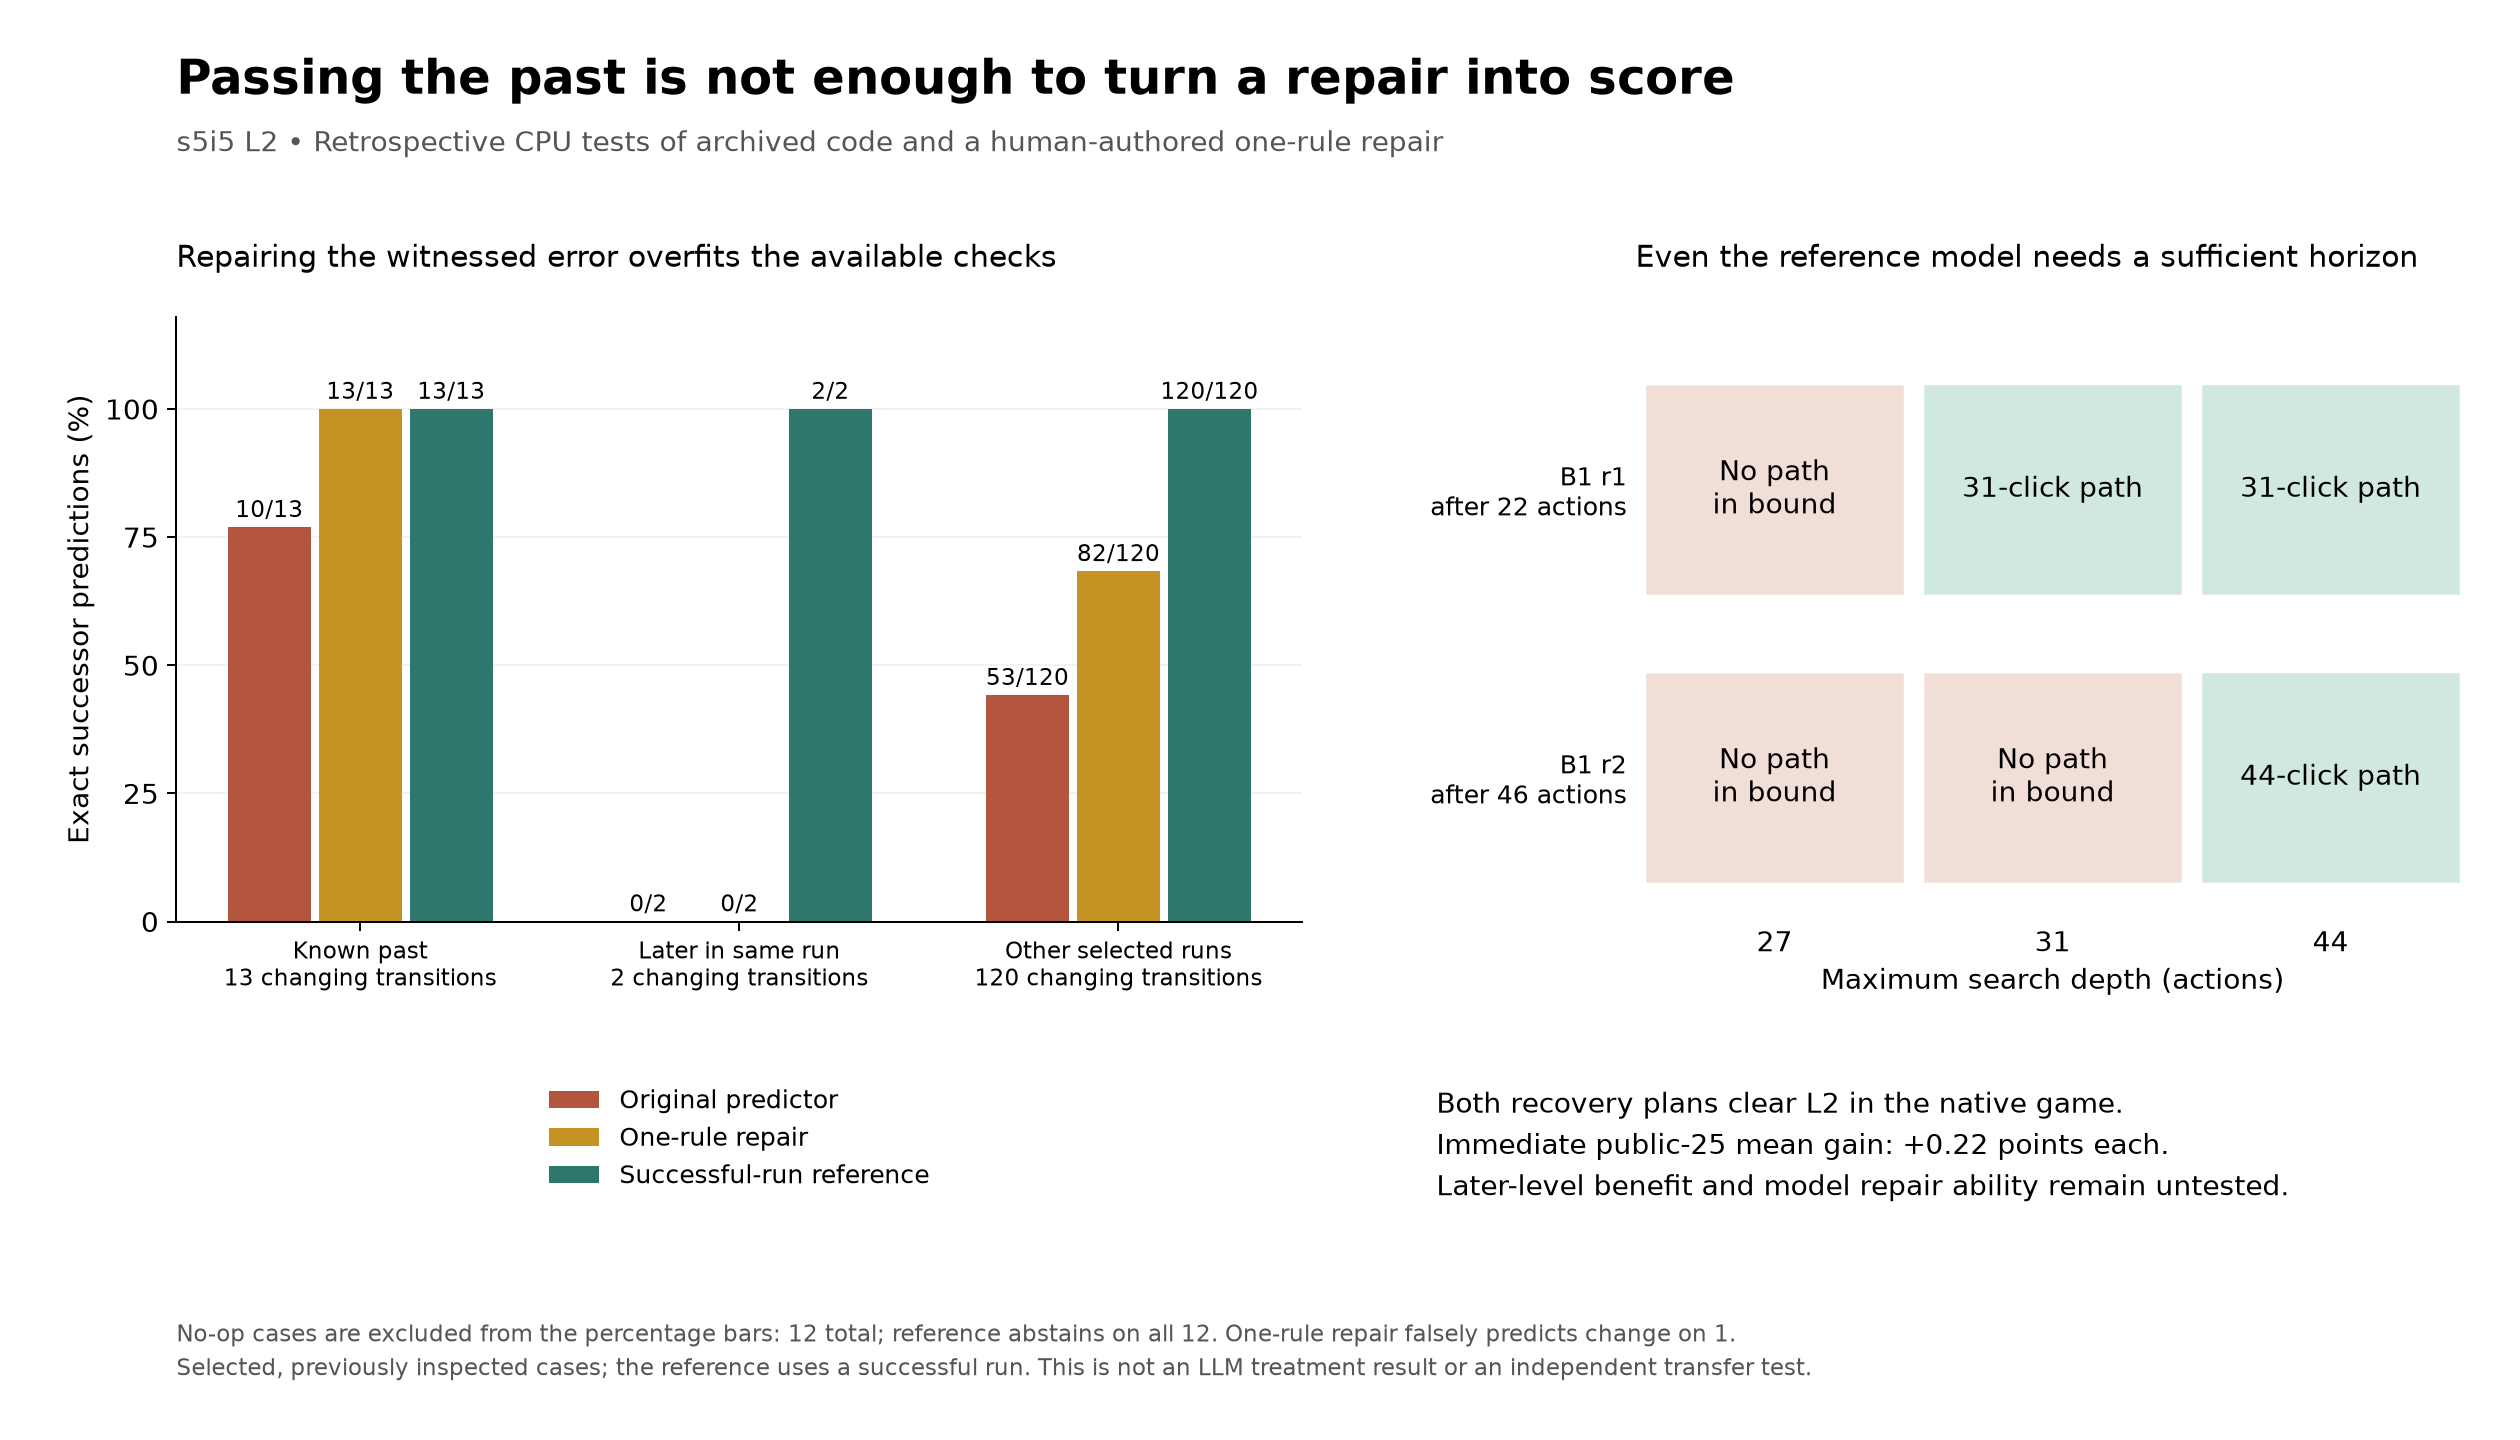 Passing the past is not enough to turn a repair into score
s5i5 L2 • Retrospective CPU tests of archived code and a human-authored one-rule repair
Repairing the witnessed error overfits the available checks
Exact successor predictions (%)
100
75
50
25
0
10/13
13/13
13/13
0/2
0/2
2/2
53/120
82/120
120/120
Known past
13 changing transitions
Later in same run
2 changing transitions
Other selected runs
120 changing transitions
Original predictor
One-rule repair
Successful-run reference
Even the reference model needs a sufficient horizon
B1 r1
after 22 actions
No path
in bound
31-click path
31-click path
B1 r2
after 46 actions
No path
in bound
No path
in bound
44-click path
27
31
44
Maximum search depth (actions)
Both recovery plans clear L2 in the native game.
Immediate public-25 mean gain: +0.22 points each.
Later-level benefit and model repair ability remain untested.
No-op cases are excluded from the percentage bars: 12 total; reference abstains on all 12. One-rule repair falsely predicts change on 1.
Selected, previously inspected cases; the reference uses a successful run. This is not an LLM treatment result or an independent transfer test.